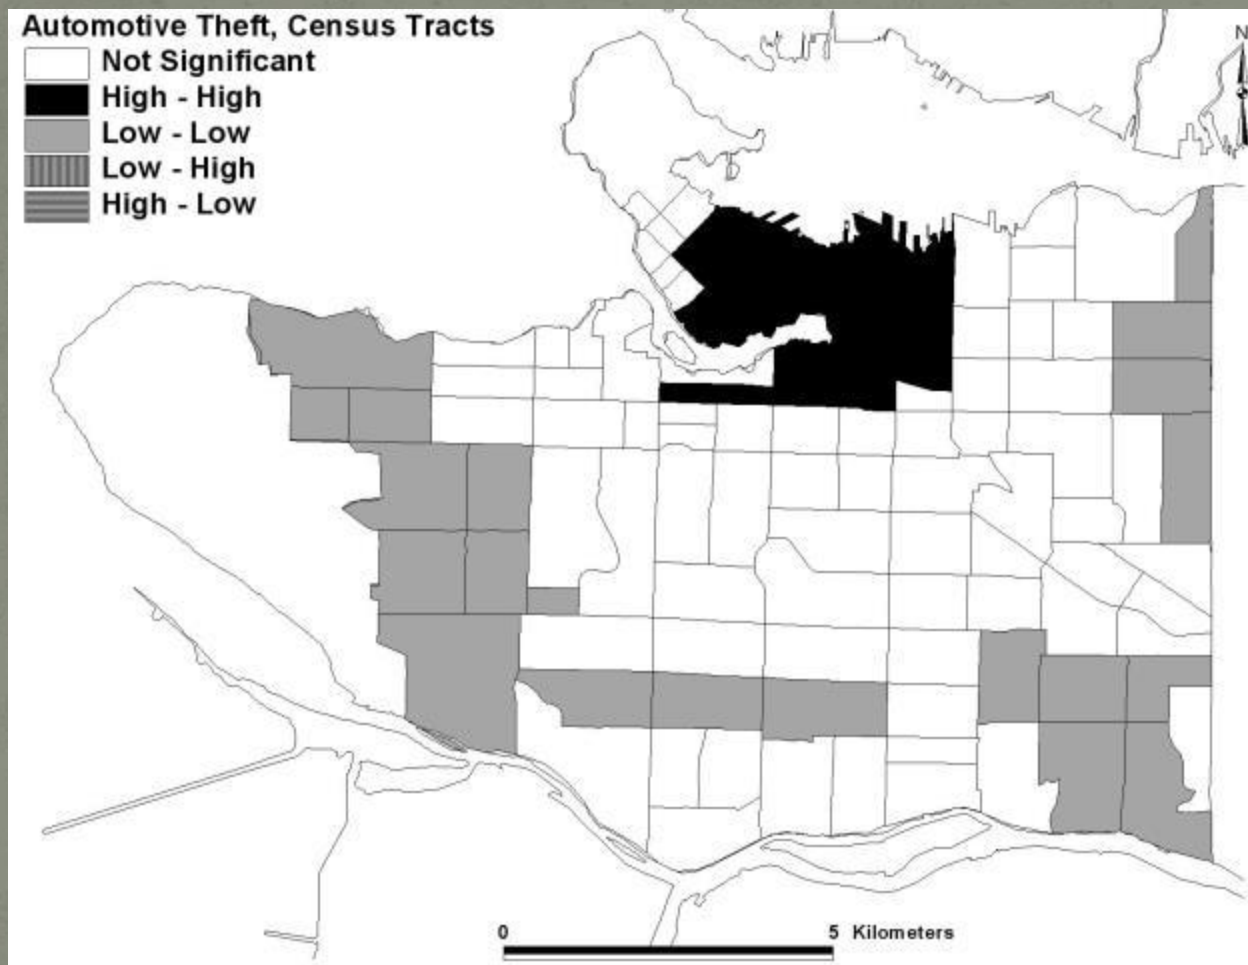 Automotive Theft, Census Tracts
Not Significant
High - High
Low - Low
Low - High
High - Low
N
0 5 Kilometers